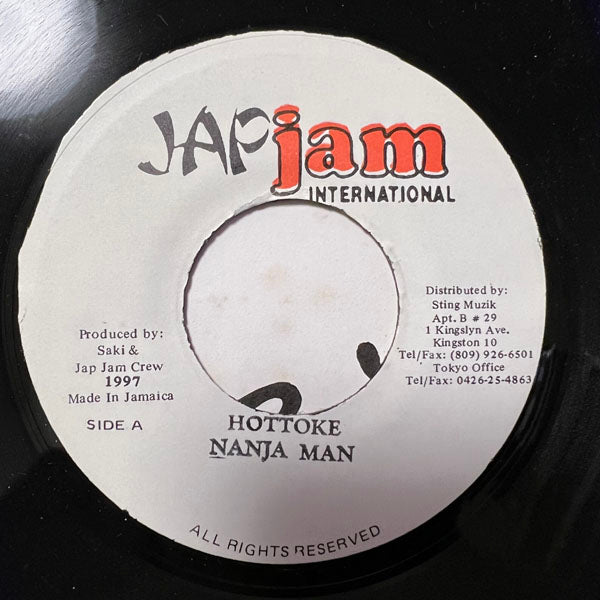 JAPjam
INTERNATIONAL
Distributed by:
Sting Muzik
Apt. B # 29
1 Kingslyn Ave.
Kingston 10
Tel/Fax: (809) 926-6501
Tokyo Office
Tel/Fax: 0426-25-4863
Produced by:
Saki &
Jap Jam Crew
1997
Made In Jamaica
SIDE A
HOTTOKE
NANJA MAN
ALL RIGHTS RESERVED